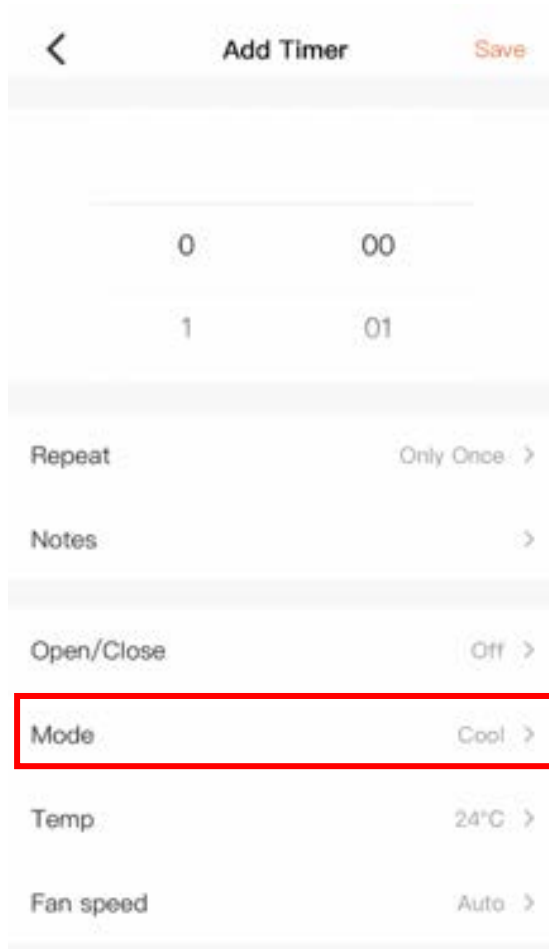 Add Timer Save
0 00
1 01
Repeat Only Once
Notes
Open/Close Off
Mode Cool
Temp 24°C
Fan speed Auto